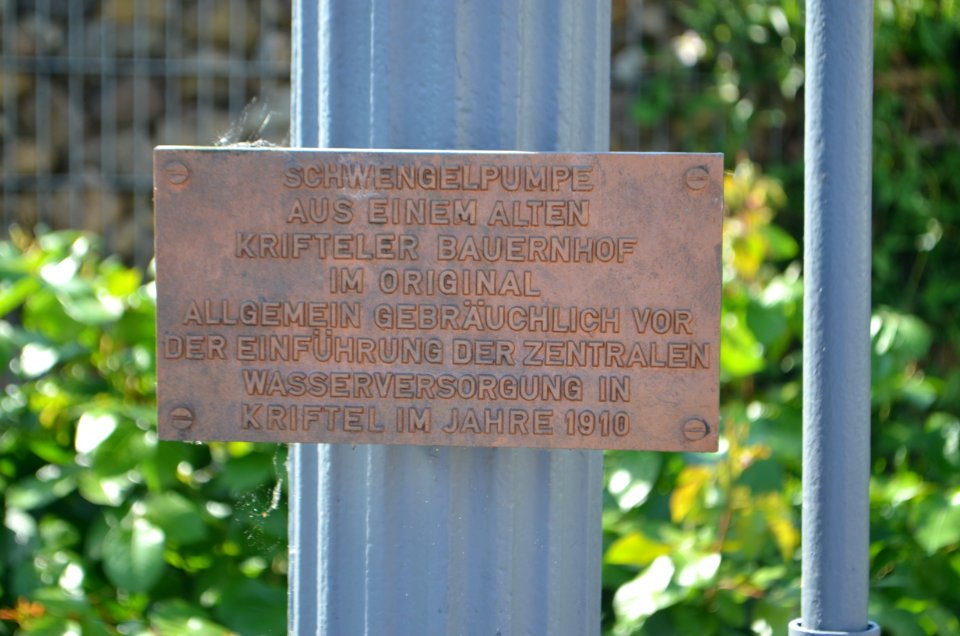 SCHWENGELPUMPE
AUS EINEM ALTEN
KRIFTELER BAUERNHOF
IM ORIGINAL
ALLGEMEIN GEBRÄUCHLICH VOR
DER EINFÜHRUNG DER ZENTRALEN
WASSERVERSORGUNG IN
KRIFTEL IM JAHRE 1910